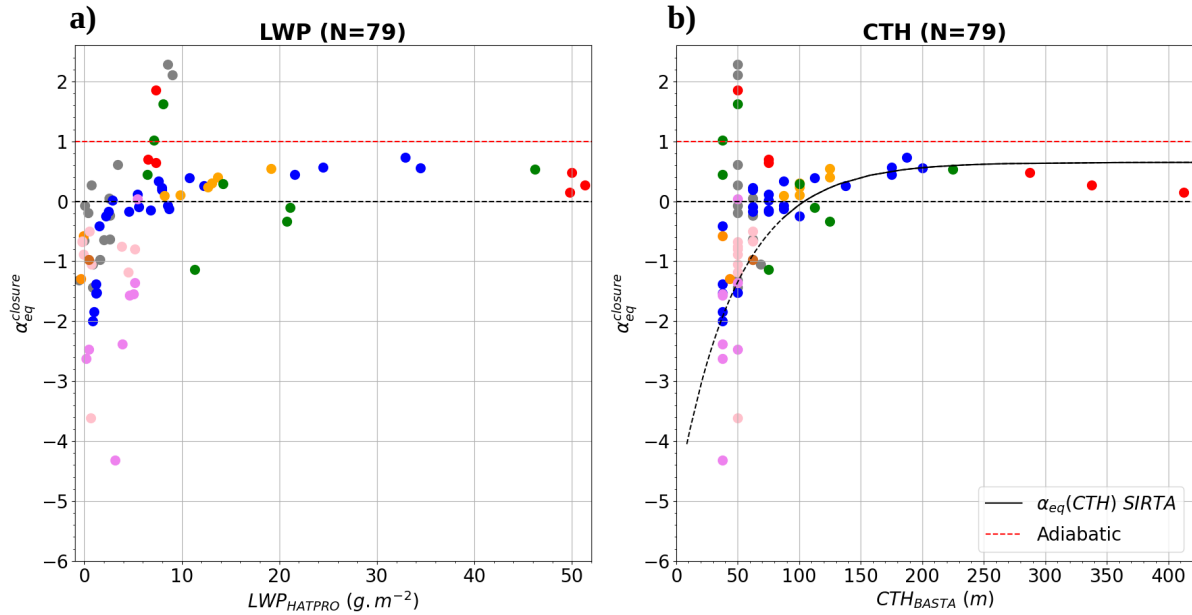 a)
LWP (N=79)
2
1
0
−1
−2
−3
−4
−5
−6
α_eq^closure
0 10 20 30 40 50
LWP_HATPRO (g.m⁻²)
b)
CTH (N=79)
2
1
0
−1
−2
−3
−4
−5
−6
α_eq^closure
0 50 100 150 200 250 300 350 400
CTH_BASTA (m)
α_eq(CTH) SIRTA
Adiabatic